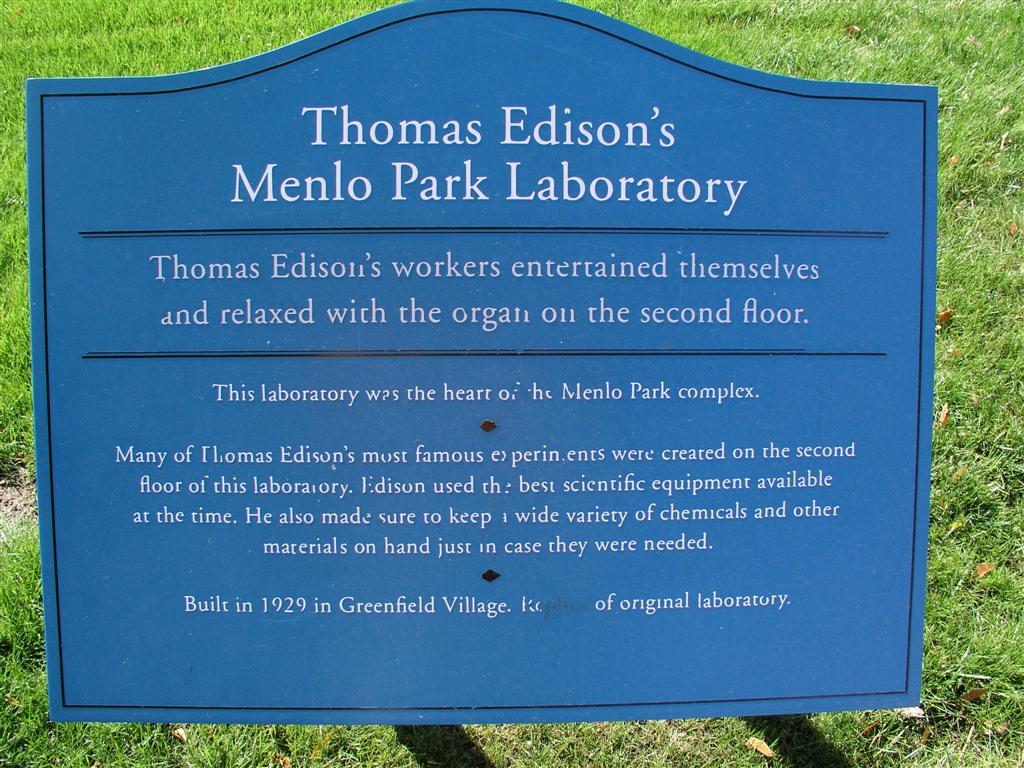 Thomas Edison's
Menlo Park Laboratory
Thomas Edison's workers entertained themselves
and relaxed with the organ on the second floor.
This laboratory was the heart of the Menlo Park complex.
Many of Thomas Edison's most famous experiments were created on the second
floor of this laboratory. Edison used the best scientific equipment available
at the time. He also made sure to keep a wide variety of chemicals and other
materials on hand just in case they were needed.
Built in 1929 in Greenfield Village. Replica of original laboratory.